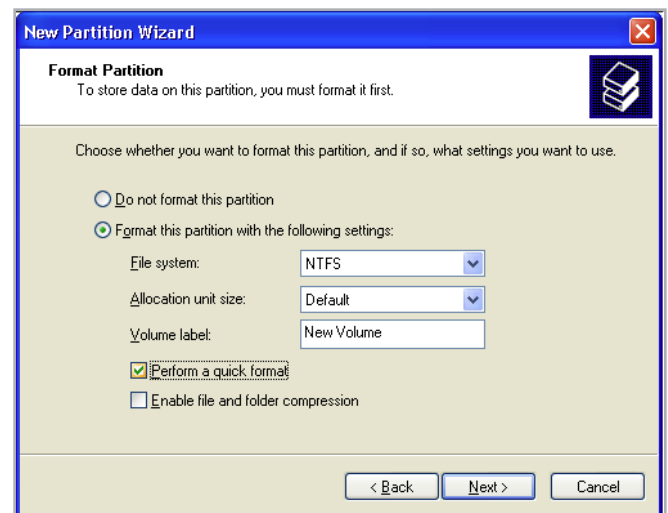 New Partition Wizard
Format Partition
To store data on this partition, you must format it first.
Choose whether you want to format this partition, and if so, what settings you want to use.
Do not format this partition
Format this partition with the following settings:
File system: NTFS
Allocation unit size: Default
Volume label: New Volume
Perform a quick format
Enable file and folder compression
< Back Next > Cancel